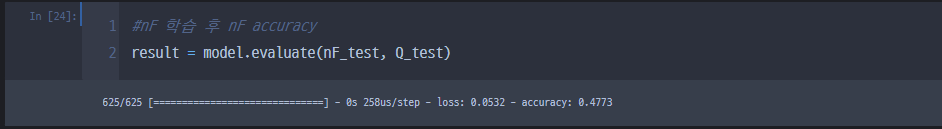 In [24]:
1 #nF 학습 후 nF accuracy
2 result = model.evaluate(nF_test, Q_test)
625/625 [==============================] - 0s 258us/step - loss: 0.0532 - accuracy: 0.4773